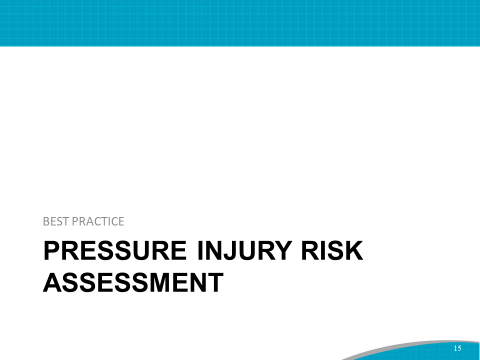 BEST PRACTICE
PRESSURE INJURY RISK
ASSESSMENT
15